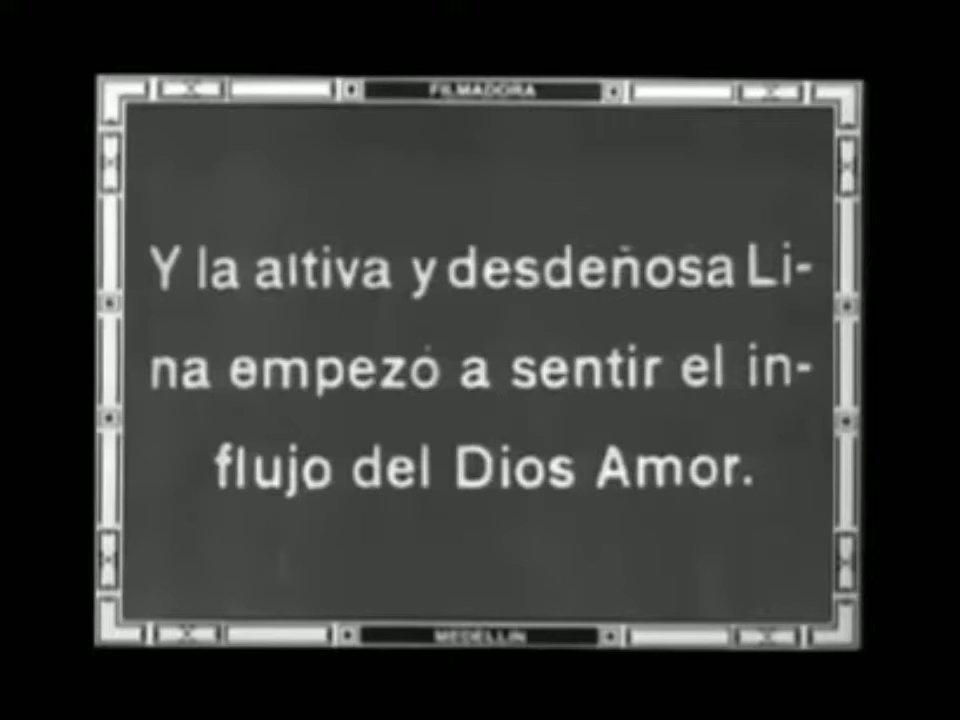 FILMADORA
Y la altiva y desdeñosa Li-
na empezó a sentir el in-
flujo del Dios Amor.
MEDELLIN